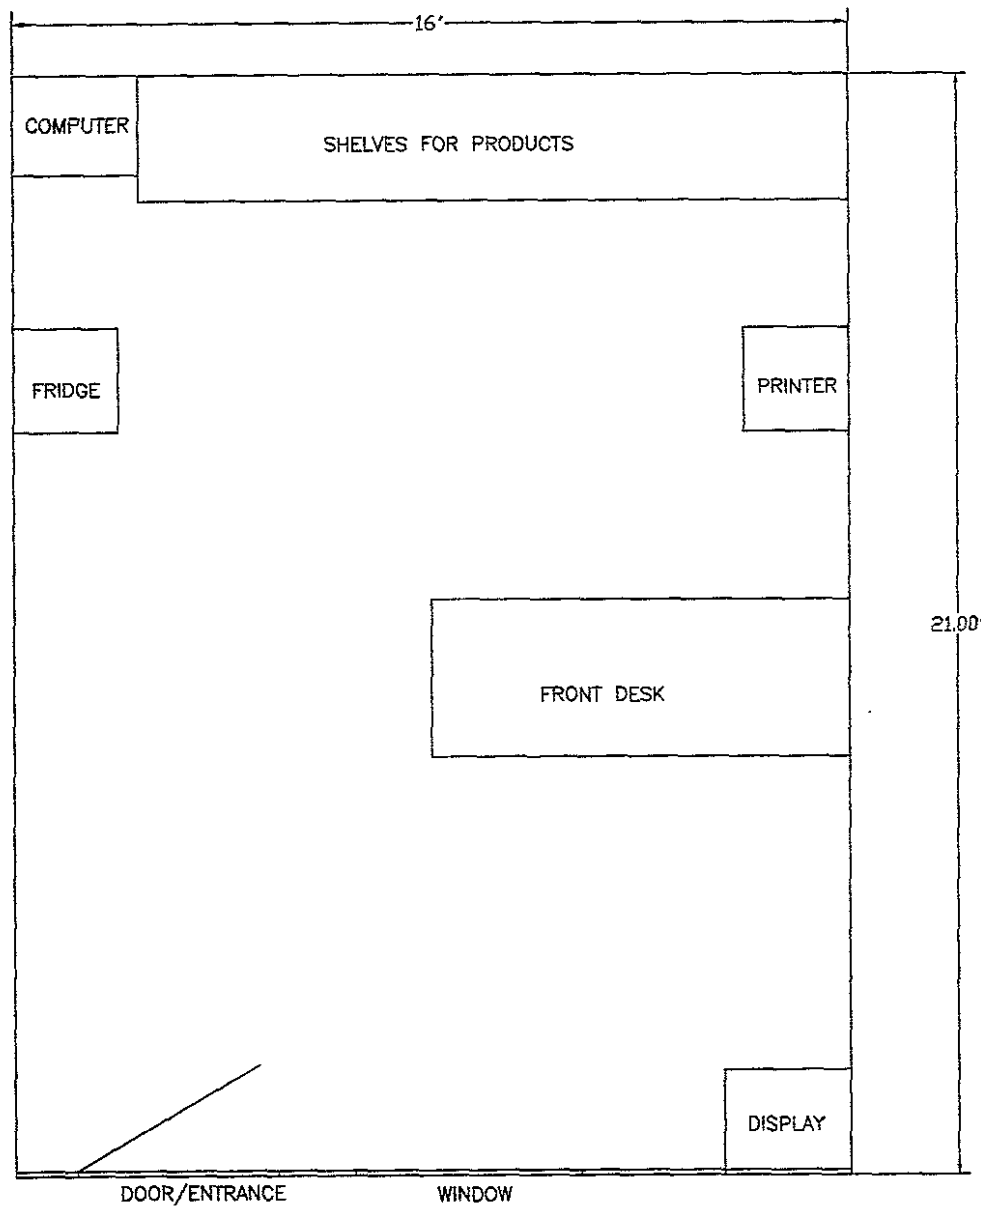 16'
COMPUTER
SHELVES FOR PRODUCTS
FRIDGE
PRINTER
21.00'
FRONT DESK
DISPLAY
DOOR/ENTRANCE
WINDOW